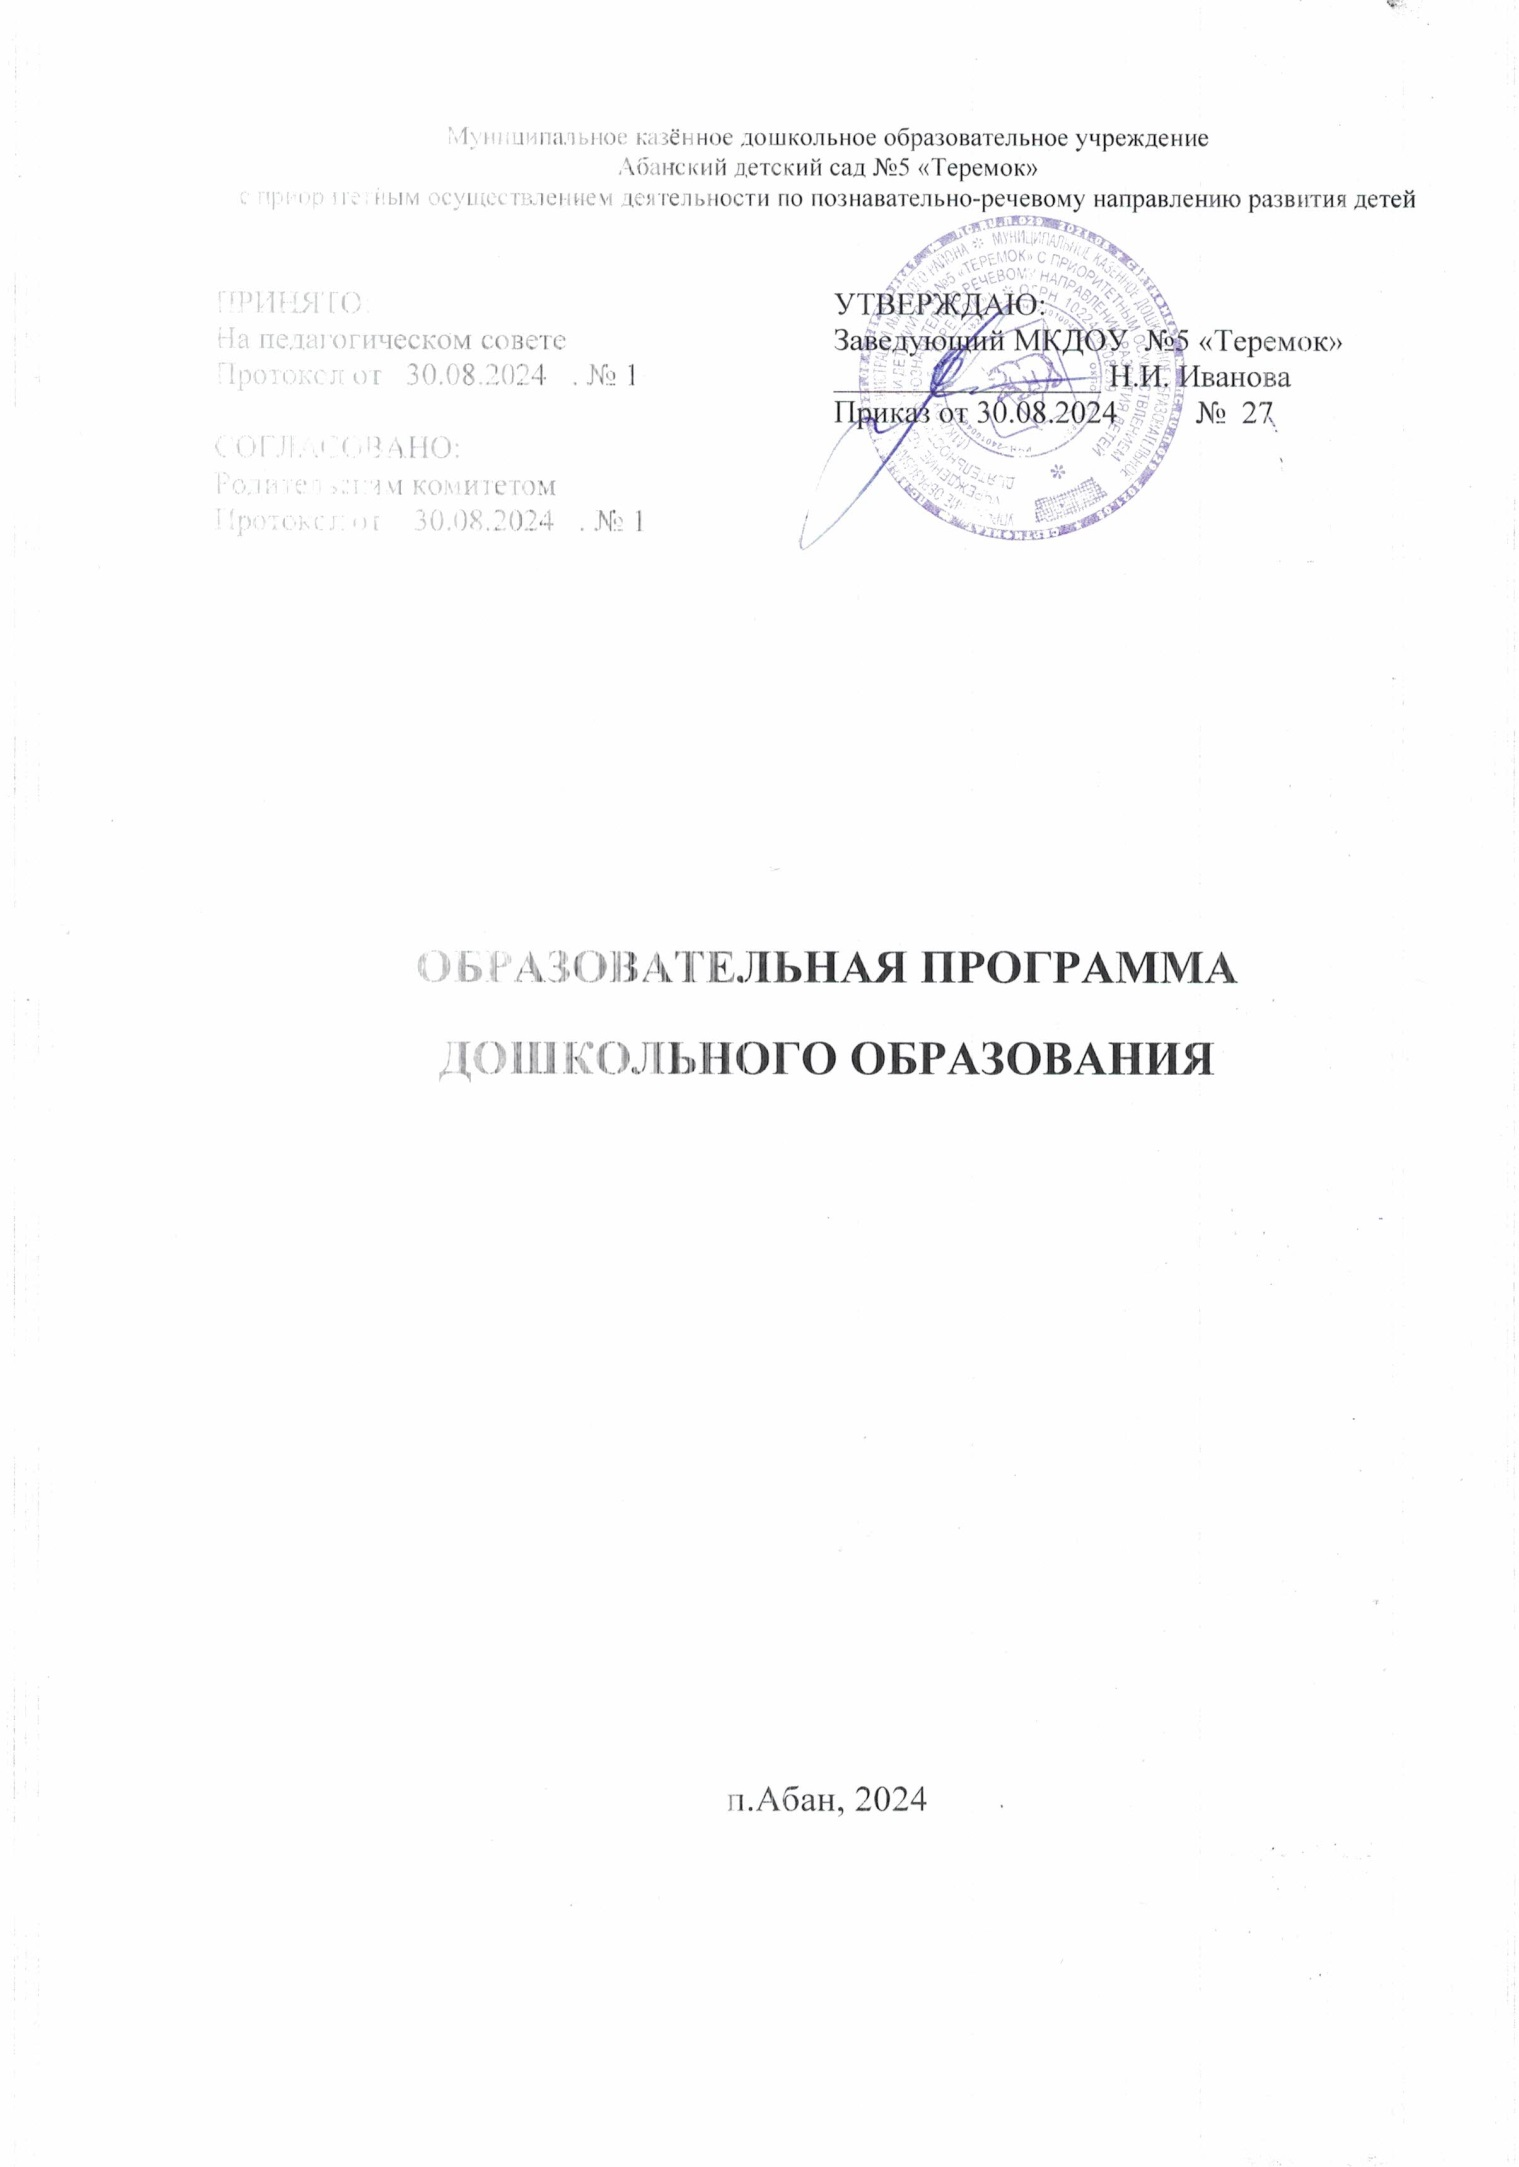 Муниципальное казённое дошкольное образовательное учреждение
Абанский детский сад №5 «Теремок»
с приоритетным осуществлением деятельности по познавательно-речевому направлению развития детей
ПРИНЯТО:
На педагогическом совете
Протокол от 30.08.2024 . № 1
СОГЛАСОВАНО:
Родительским комитетом
Протокол от 30.08.2024 . № 1
УТВЕРЖДАЮ:
Заведующий МКДОУ №5 «Теремок»
Н.И. Иванова
Приказ от 30.08.2024 № 27
ОБРАЗОВАТЕЛЬНАЯ ПРОГРАММА
ДОШКОЛЬНОГО ОБРАЗОВАНИЯ
п.Абан, 2024